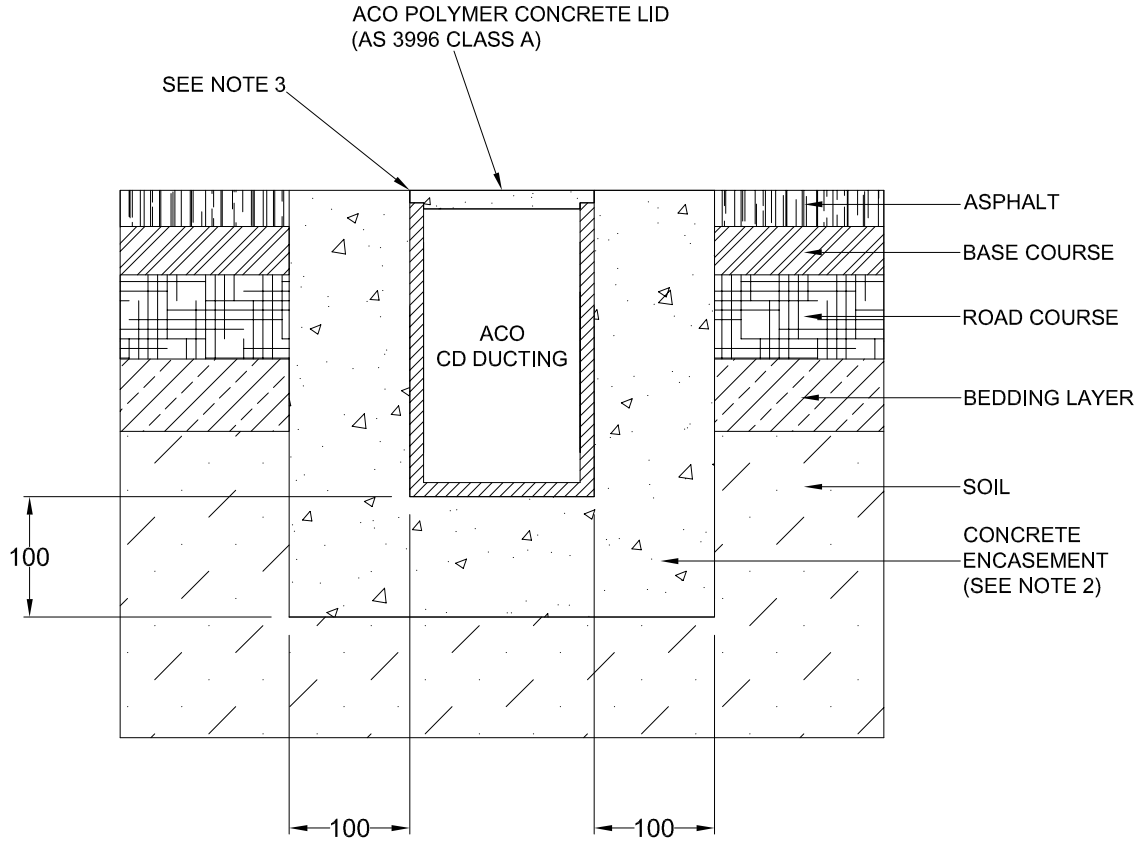 ACO POLYMER CONCRETE LID
(AS 3996 CLASS A)
SEE NOTE 3
ASPHALT
BASE COURSE
ROAD COURSE
ACO
CD DUCTING
BEDDING LAYER
SOIL
100
CONCRETE
ENCASEMENT
(SEE NOTE 2)
100
100